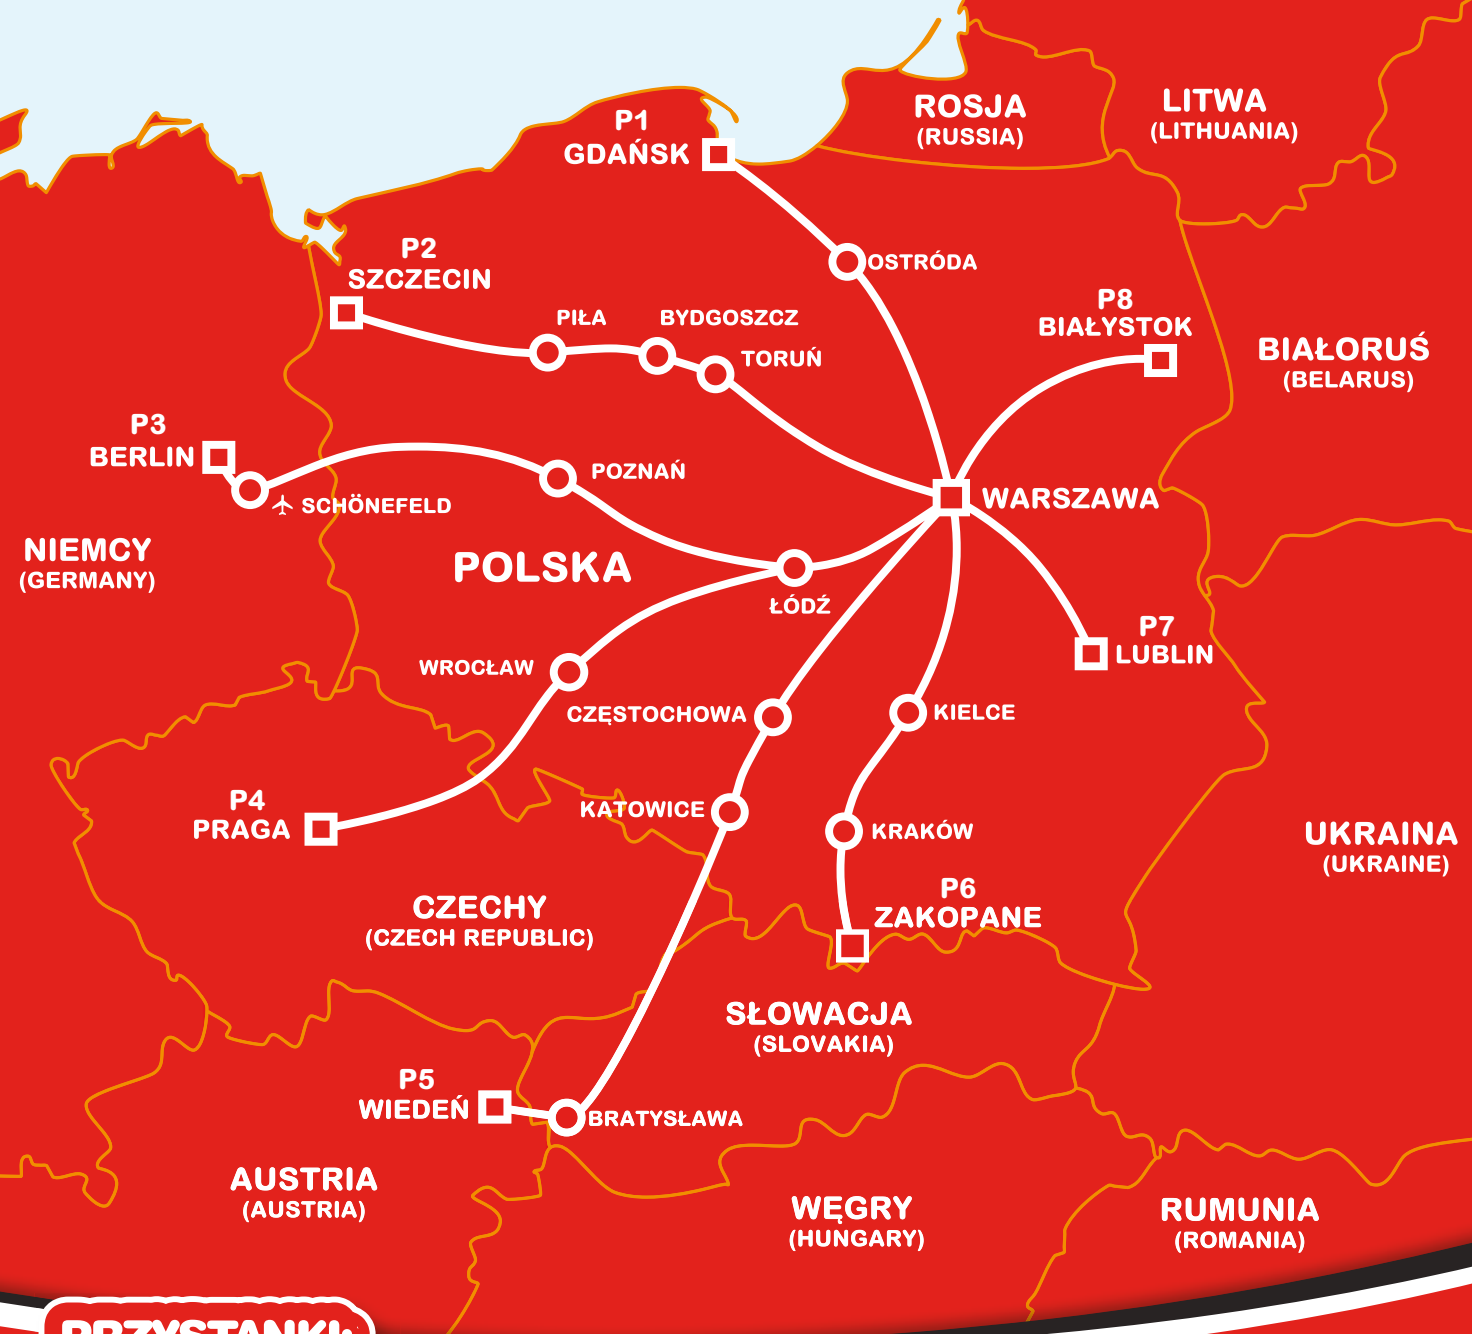 P1
GDAŃSK
ROSJA
(RUSSIA)
LITWA
(LITHUANIA)
P2
SZCZECIN
OSTRÓDA
PIŁA
BYDGOSZCZ
TORUŃ
P8
BIAŁYSTOK
BIAŁORUŚ
(BELARUS)
P3
BERLIN
SCHÖNEFELD
POZNAŃ
WARSZAWA
NIEMCY
(GERMANY)
POLSKA
ŁÓDŹ
P7
LUBLIN
WROCŁAW
CZĘSTOCHOWA
KIELCE
P4
PRAGA
KATOWICE
KRAKÓW
UKRAINA
(UKRAINE)
P6
ZAKOPANE
CZECHY
(CZECH REPUBLIC)
SŁOWACJA
(SLOVAKIA)
P5
WIEDEŃ
BRATYSŁAWA
AUSTRIA
(AUSTRIA)
WĘGRY
(HUNGARY)
RUMUNIA
(ROMANIA)
PRZYSTANKI: